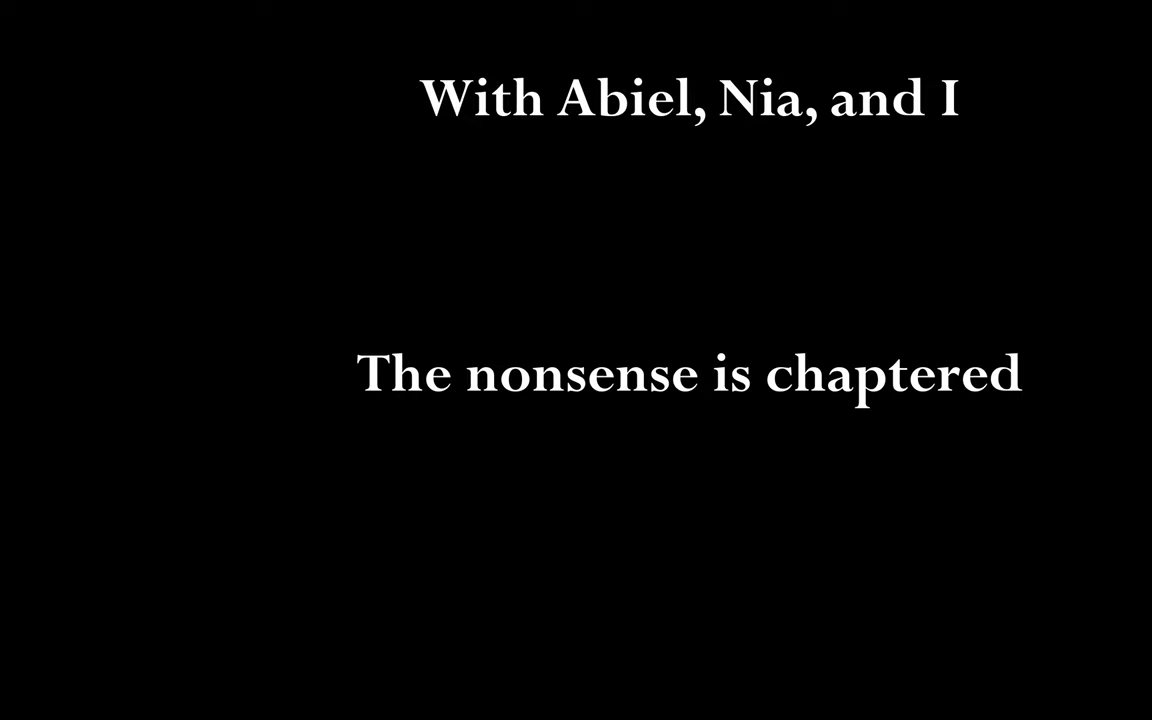 With Abiel, Nia, and I
The nonsense is chaptered